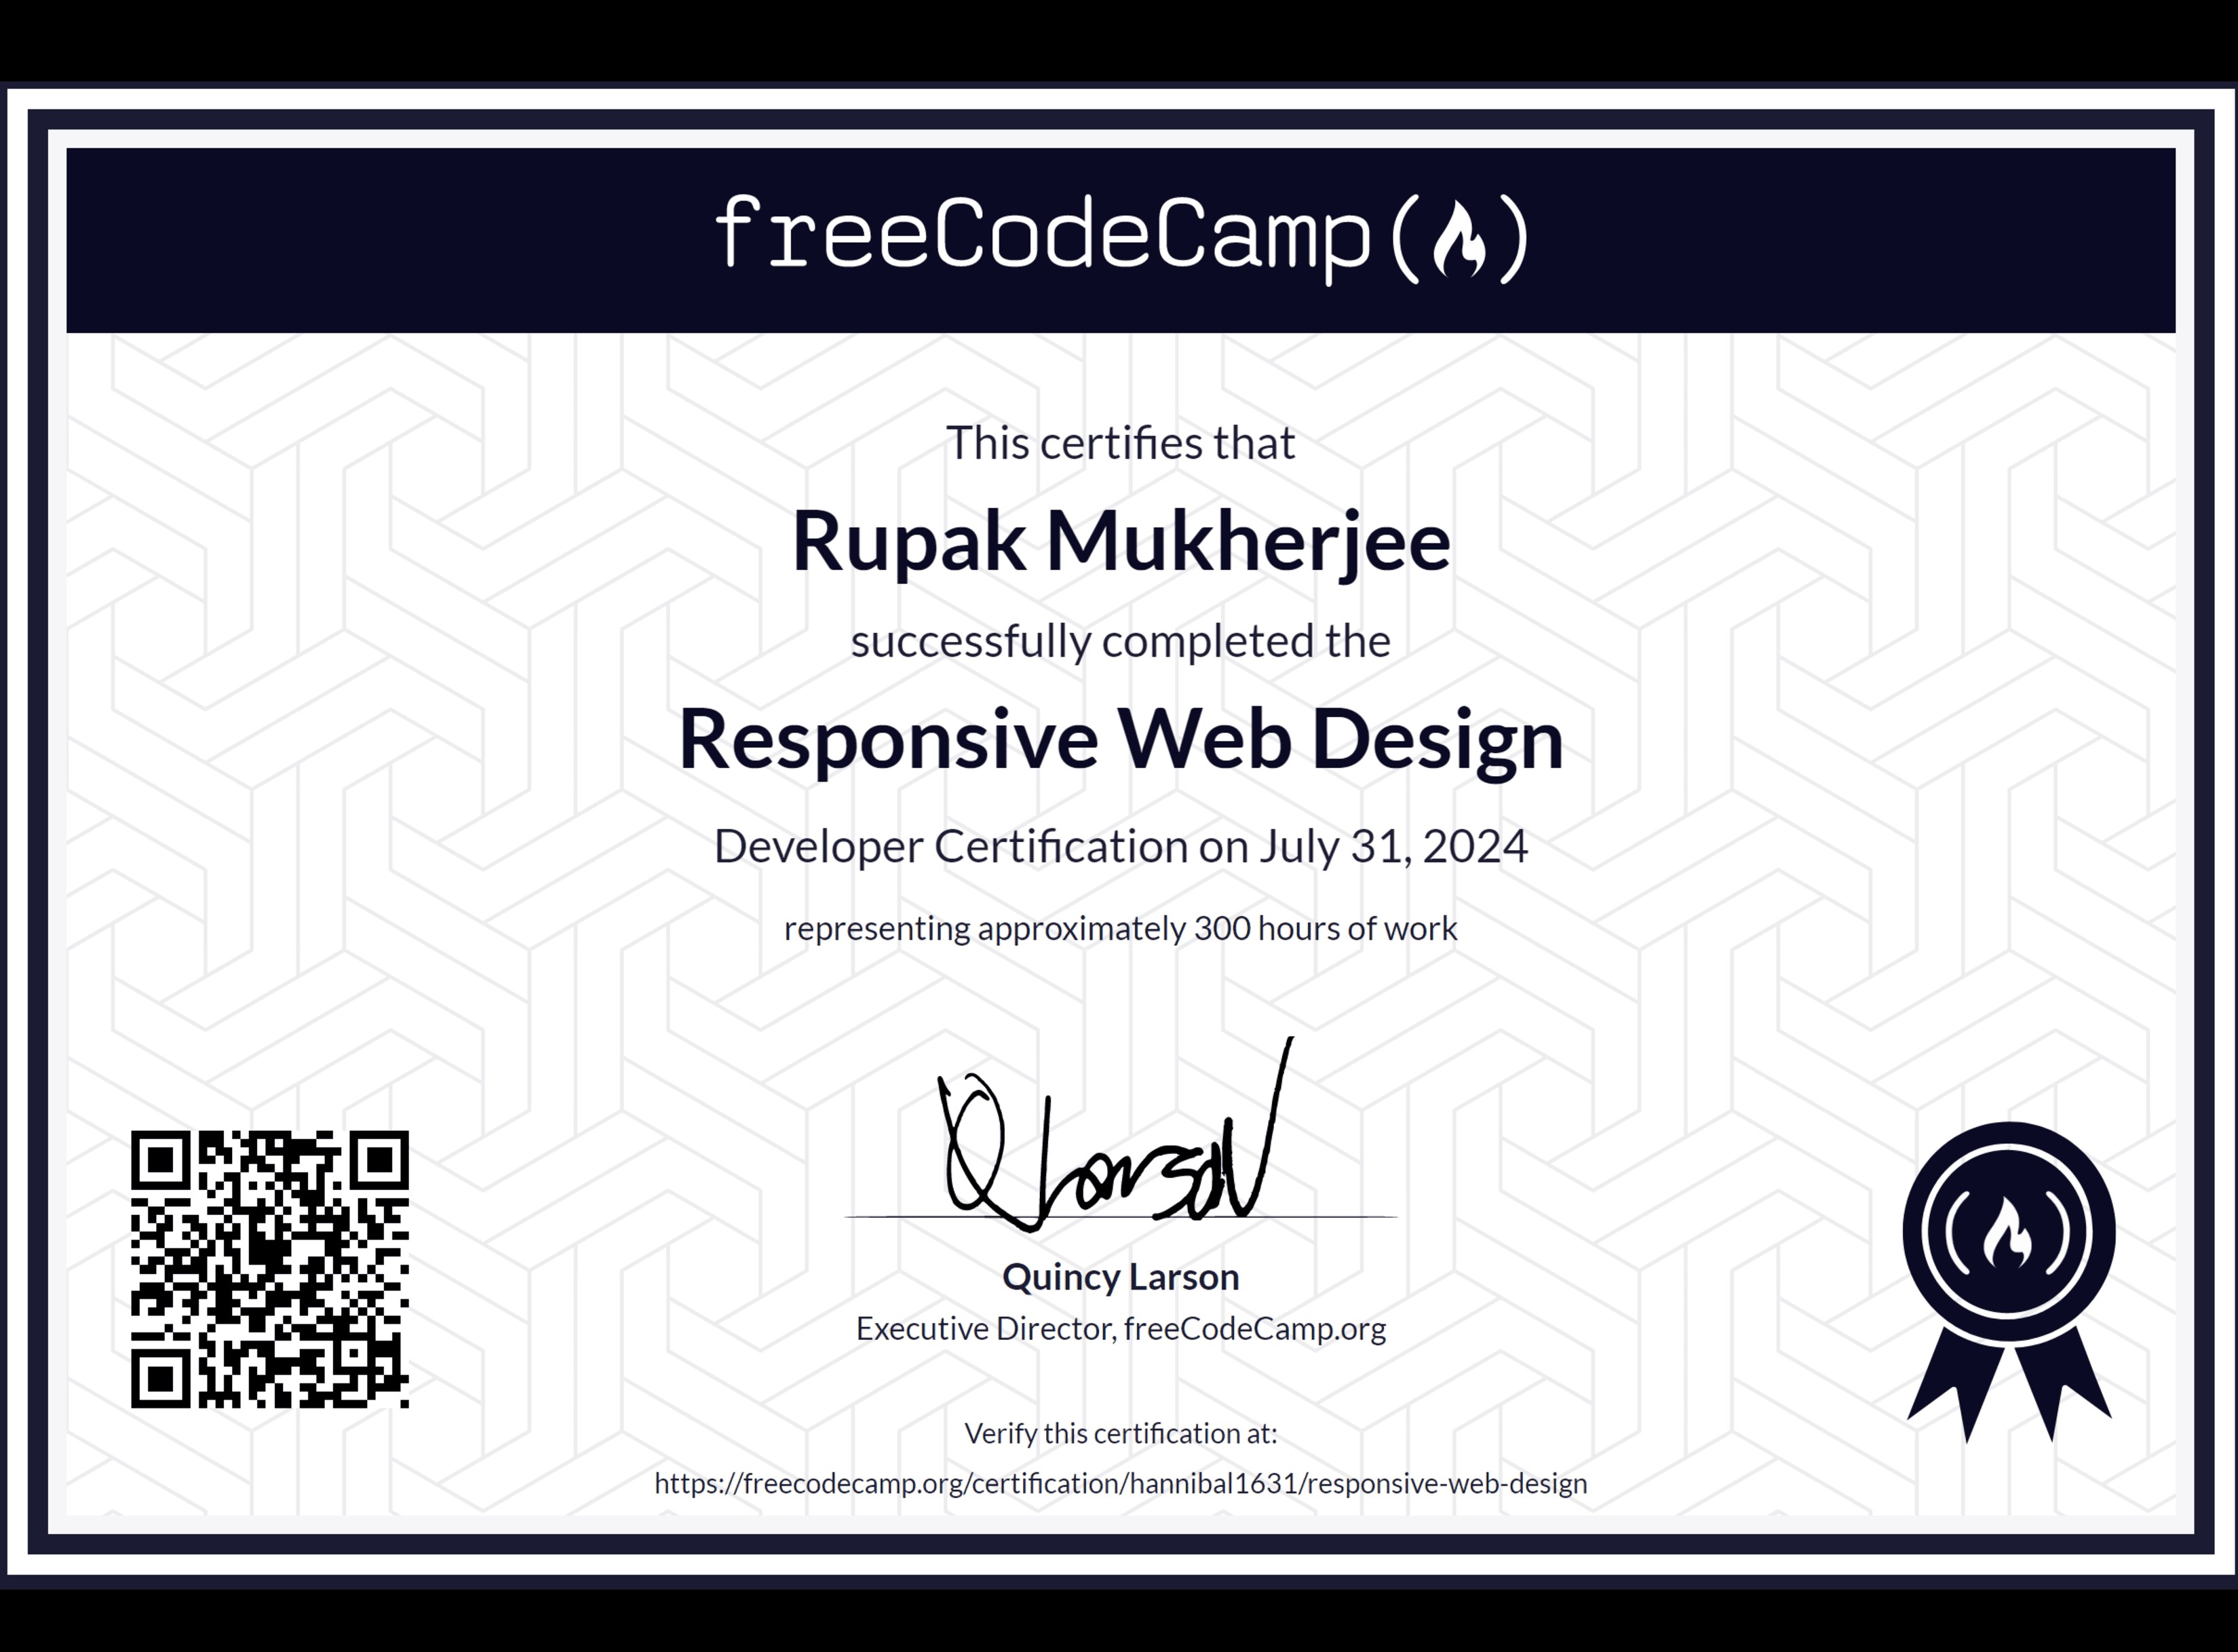 freeCodeCamp
This certifies that
Rupak Mukherjee
successfully completed the
Responsive Web Design
Developer Certification on July 31, 2024
representing approximately 300 hours of work
Q Larson
Quincy Larson
Executive Director, freeCodeCamp.org
Verify this certification at:
https://freecodecamp.org/certification/hannibal1631/responsive-web-design